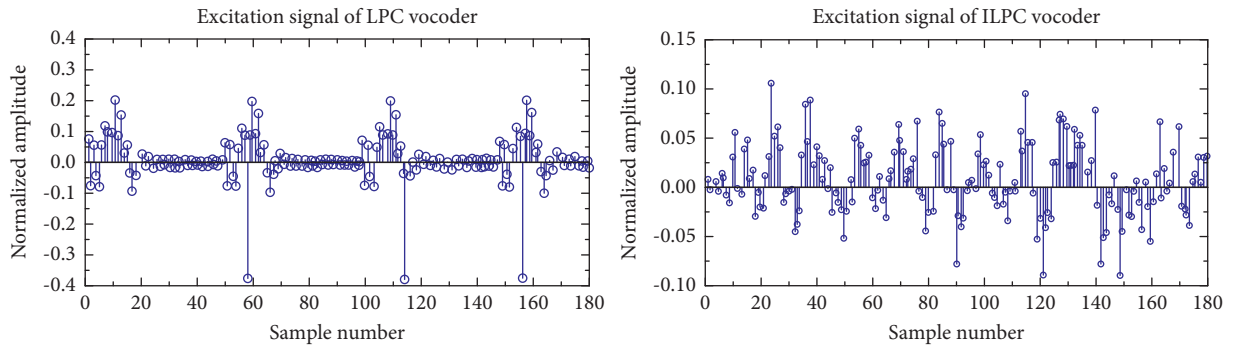 Excitation signal of LPC vocoder
Normalized amplitude
0.4
0.3
0.2
0.1
0.0
-0.1
-0.2
-0.3
-0.4
0 20 40 60 80 100 120 140 160 180
Sample number
Excitation signal of ILPC vocoder
Normalized amplitude
0.15
0.10
0.05
0.00
-0.05
-0.10
0 20 40 60 80 100 120 140 160 180
Sample number